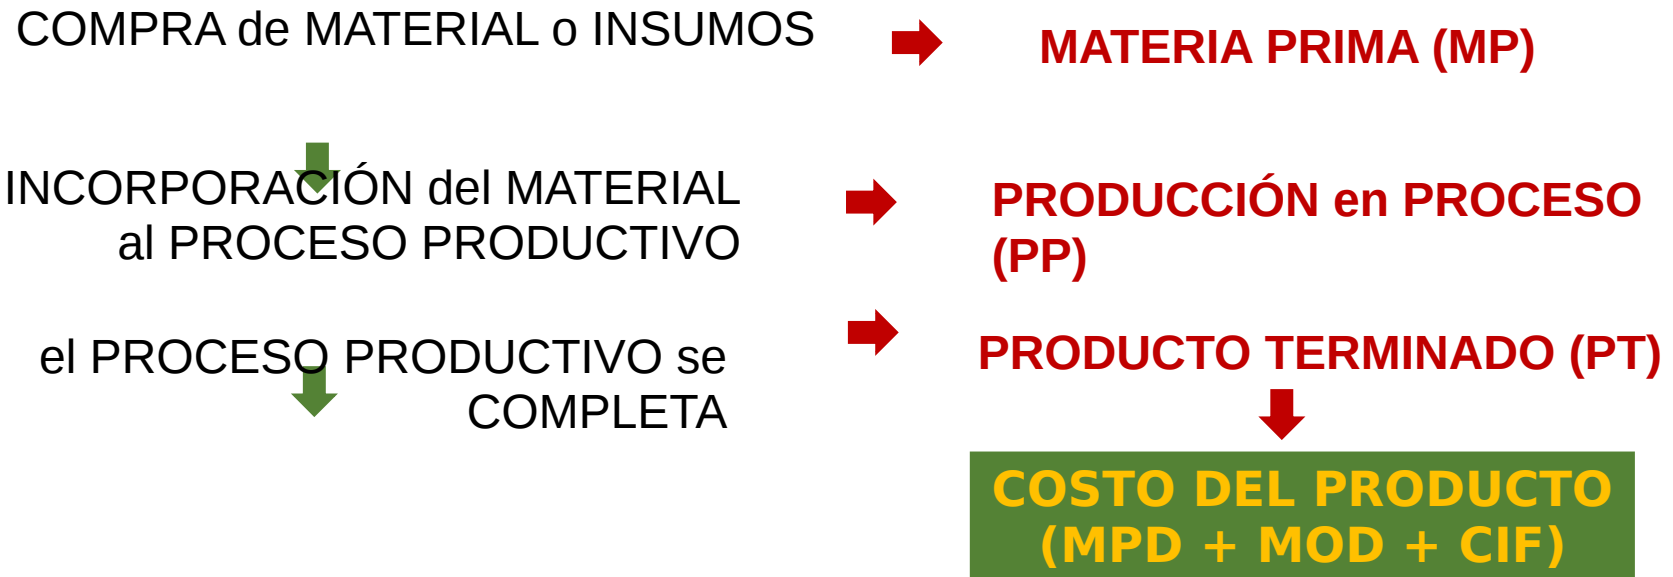 COMPRA de MATERIAL o INSUMOS
MATERIA PRIMA (MP)
INCORPORACIÓN del MATERIAL
al PROCESO PRODUCTIVO
PRODUCCIÓN en PROCESO
(PP)
el PROCESO PRODUCTIVO se
COMPLETA
PRODUCTO TERMINADO (PT)
COSTO DEL PRODUCTO
(MPD + MOD + CIF)